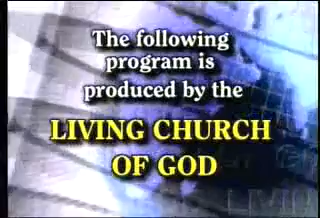 The following
program is
produced by the
LIVING CHURCH
OF GOD